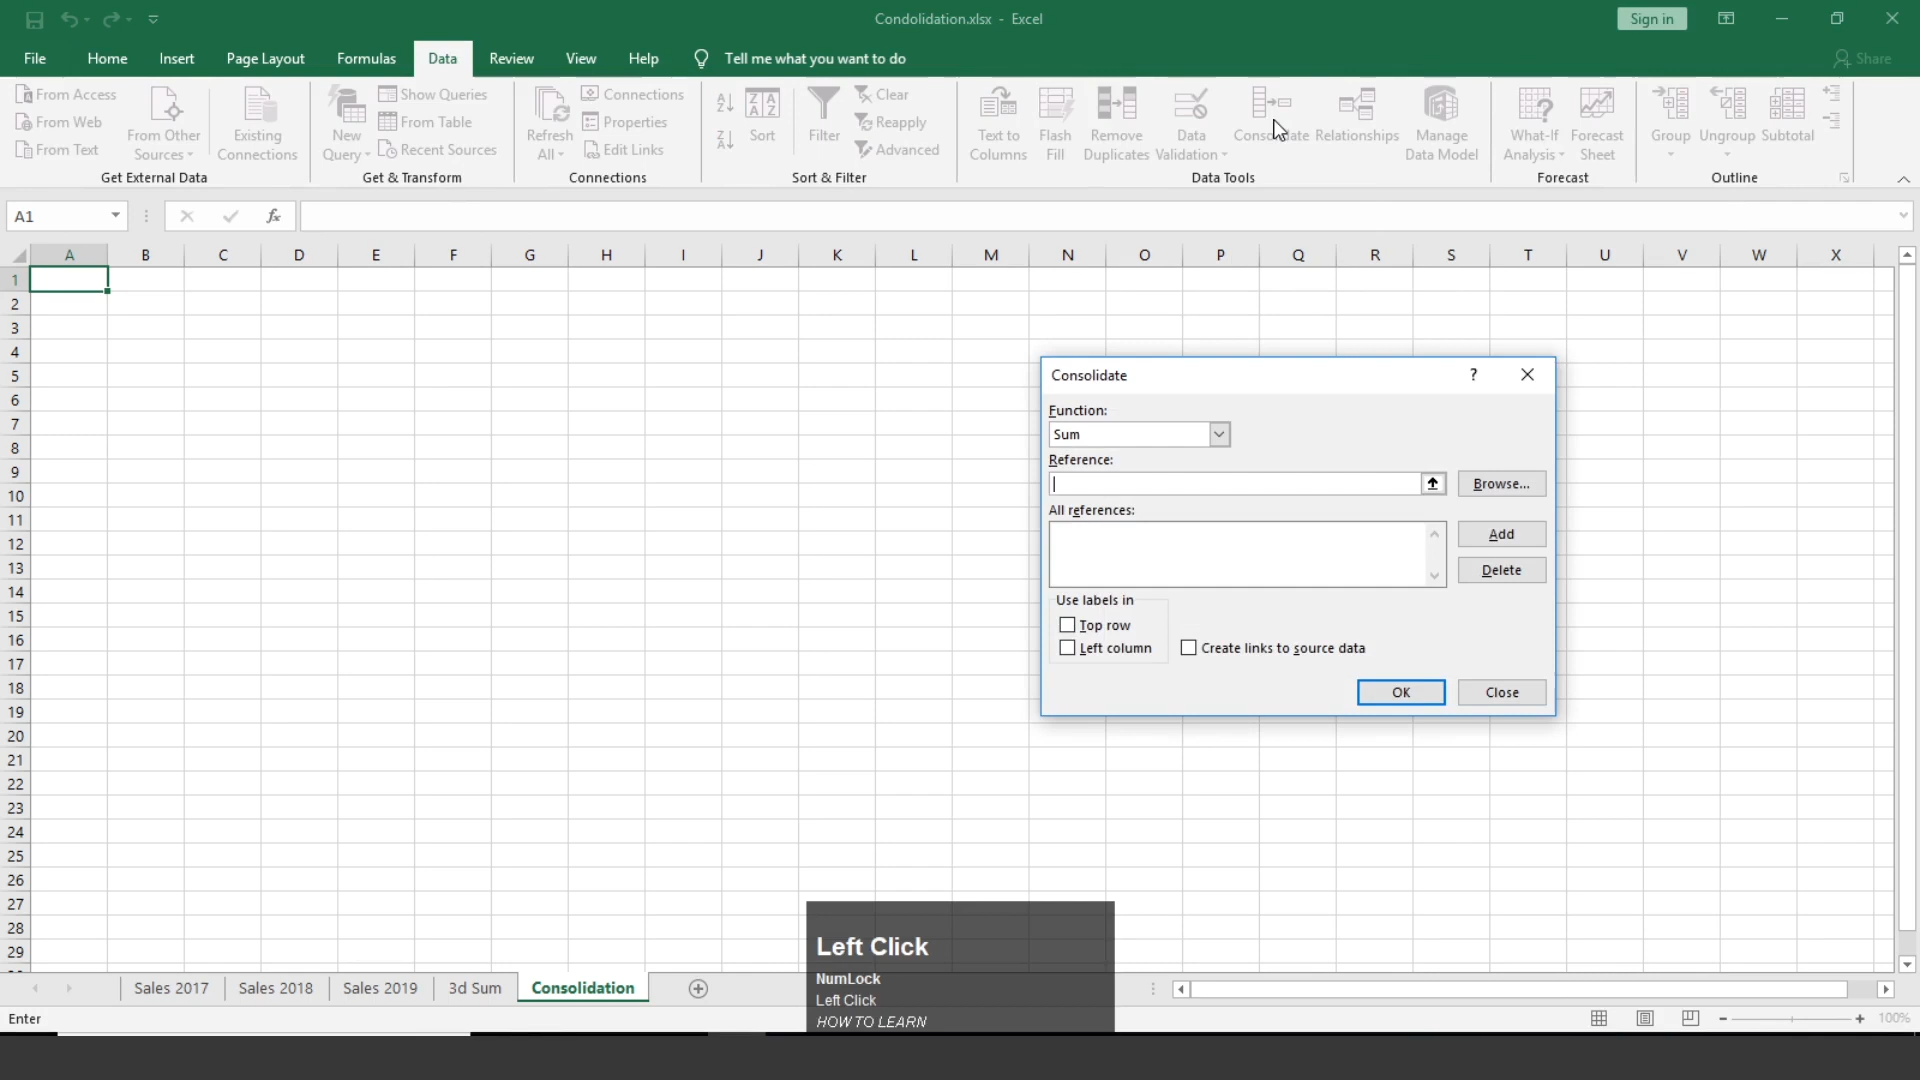 Condolidation.xlsx - Excel
Sign in
File Home Insert Page Layout Formulas Data Review View Help Tell me what you want to do Share
From Access
From Web
From Text
From Other Sources
Existing Connections
Get External Data
New Query
Show Queries
From Table
Recent Sources
Get & Transform
Refresh All
Connections
Properties
Edit Links
Connections
Sort
Filter
Clear
Reapply
Advanced
Sort & Filter
Text to Columns
Flash Fill
Remove Duplicates
Data Validation
Consolidate
Relationships
Manage Data Model
Data Tools
What-If Analysis
Forecast Sheet
Forecast
Group
Ungroup
Subtotal
Outline
A1
fx
A B C D E F G H I J K L M N O P Q R S T U V W X
1
2
3
4
5
6
7
8
9
10
11
12
13
14
15
16
17
18
19
20
21
22
23
24
25
26
27
28
29
Consolidate ?
Function:
Sum
Reference:
Browse...
All references:
Add
Delete
Use labels in
Top row
Left column
Create links to source data
OK Close
Left Click
NumLock
Left Click
HOW TO LEARN
Sales 2017 Sales 2018 Sales 2019 3d Sum Consolidation
Enter
100%